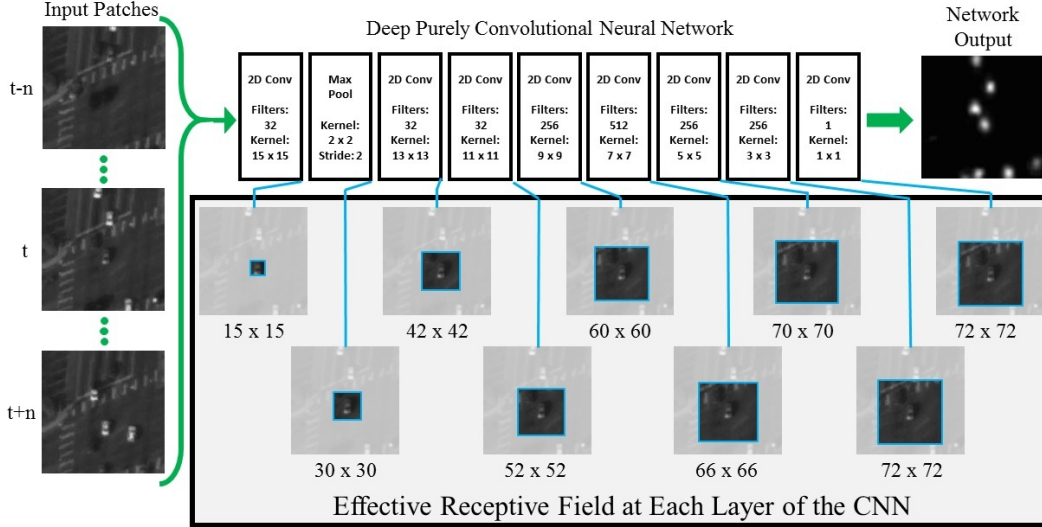 Input Patches
t-n
t
t+n
Deep Purely Convolutional Neural Network
2D Conv
Filters:
32
Kernel:
15 x 15
Max
Pool
Kernel:
2 x 2
Stride: 2
2D Conv
Filters:
32
Kernel:
13 x 13
2D Conv
Filters:
32
Kernel:
11 x 11
2D Conv
Filters:
256
Kernel:
9 x 9
2D Conv
Filters:
512
Kernel:
7 x 7
2D Conv
Filters:
256
Kernel:
5 x 5
2D Conv
Filters:
256
Kernel:
3 x 3
2D Conv
Filters:
1
Kernel:
1 x 1
Network
Output
15 x 15
42 x 42
60 x 60
70 x 70
72 x 72
30 x 30
52 x 52
66 x 66
72 x 72
Effective Receptive Field at Each Layer of the CNN